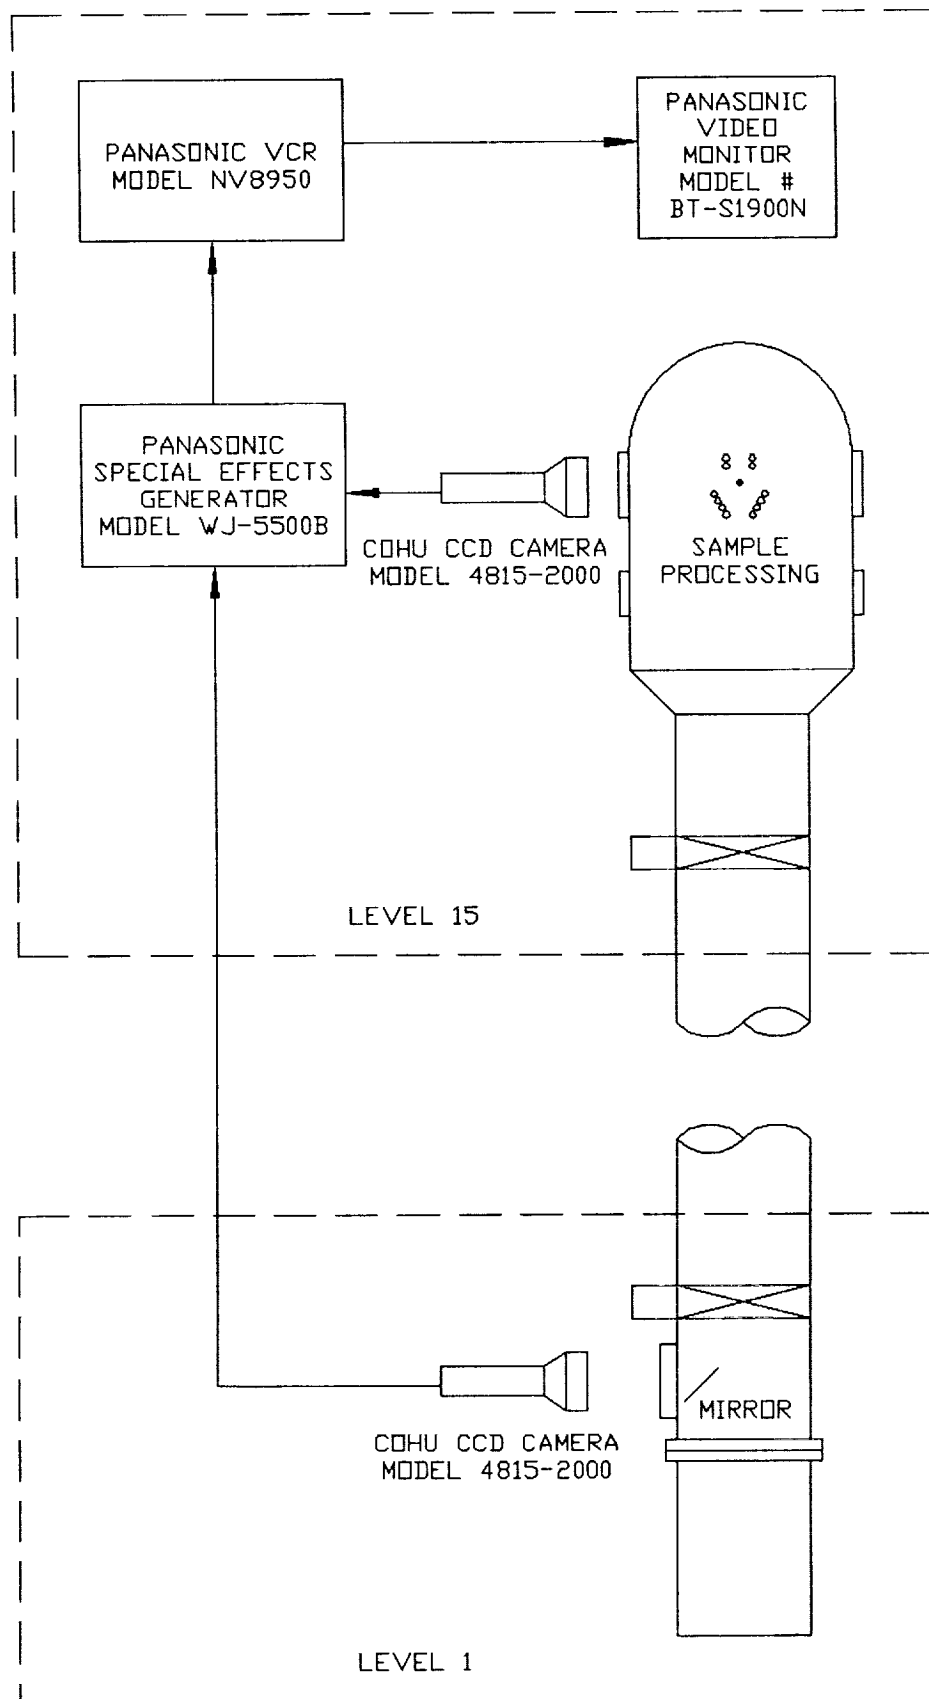 PANASONIC VCR
MODEL NV8950
PANASONIC
VIDEO
MONITOR
MODEL #
BT-S1900N
PANASONIC
SPECIAL EFFECTS
GENERATOR
MODEL WJ-5500B
COHU CCD CAMERA
MODEL 4815-2000
SAMPLE
PROCESSING
LEVEL 15
MIRROR
COHU CCD CAMERA
MODEL 4815-2000
LEVEL 1